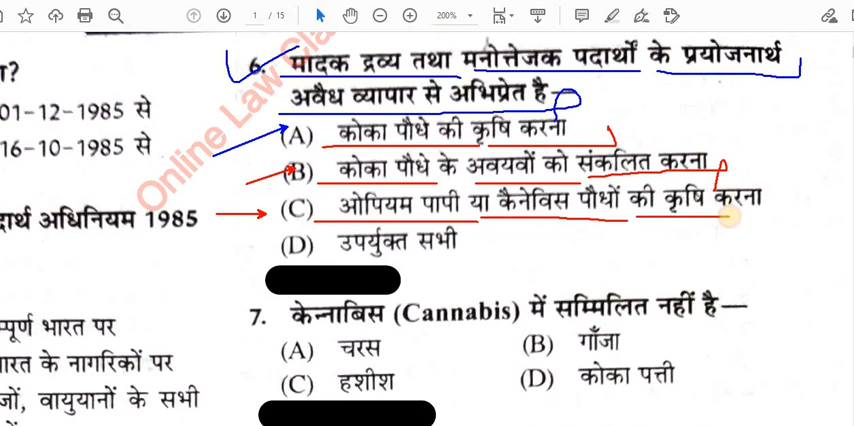 1 / 15
200%
ा?
01-12-1985 से
16-10-1985 से
दार्थ अधिनियम 1985
म्पूर्ण भारत पर
ारत के नागरिकों पर
जों, वायुयानों के सभी
6. मादक द्रव्य तथा मनोत्तेजक पदार्थों के प्रयोजनार्थ
अवैध व्यापार से अभिप्रेत है—
(A) कोका पौधे की कृषि करना
(B) कोका पौधे के अवयवों को संकलित करना
(C) ओपियम पापी या कैनेविस पौधों की कृषि करना
(D) उपर्युक्त सभी
7. केन्नाबिस (Cannabis) में सम्मिलित नहीं है—
(A) चरस (B) गाँजा
(C) हशीश (D) कोका पत्ती
Online Law Cla